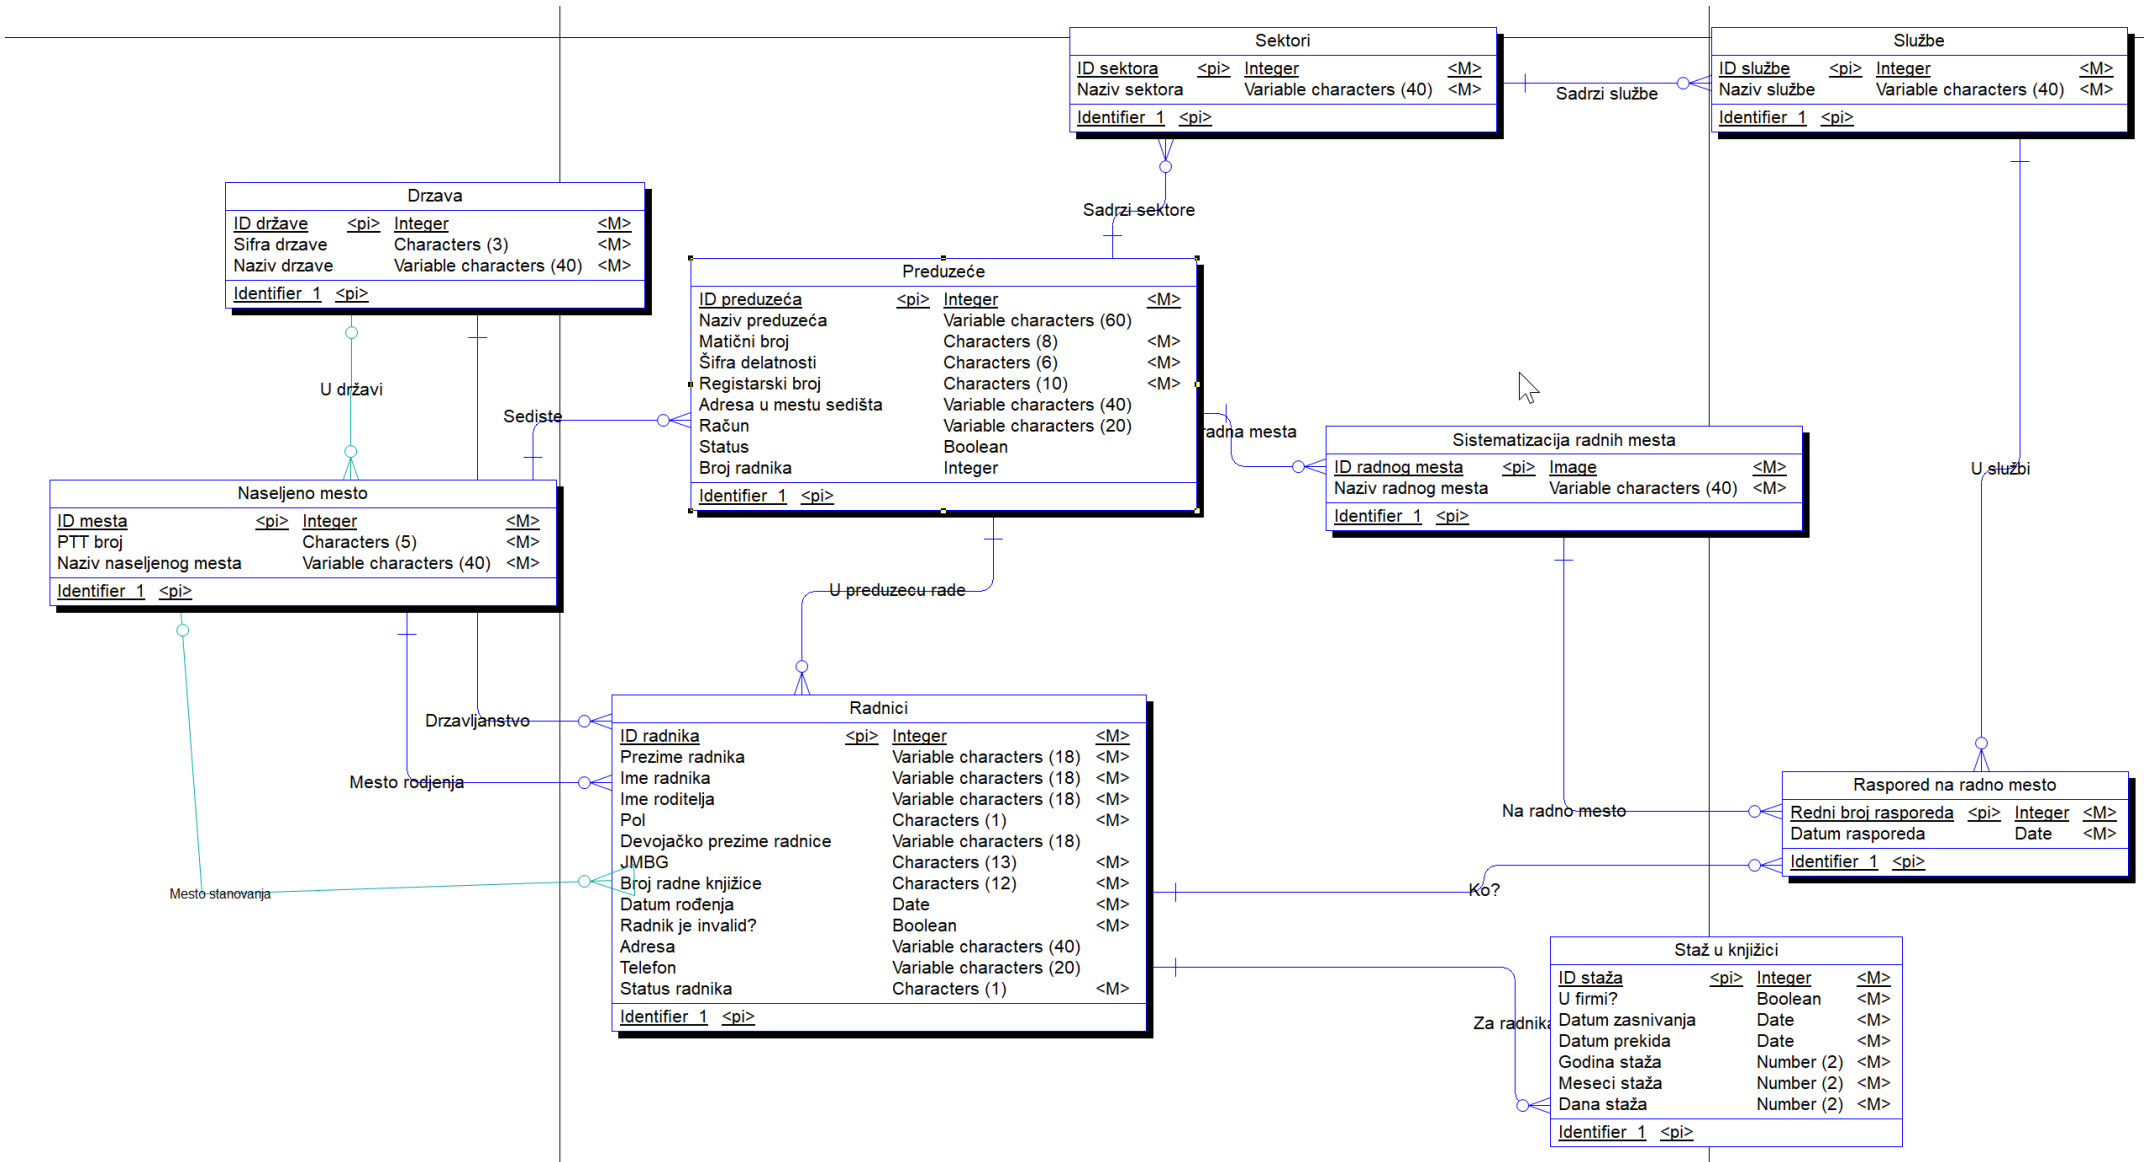 Sektori
ID sektora <pi> Integer <M>
Naziv sektora Variable characters (40) <M>
Identifier_1 <pi>
Sadrzi službe
Službe
ID službe <pi> Integer <M>
Naziv službe Variable characters (40) <M>
Identifier_1 <pi>
Sadrzi sektore
Drzava
ID države <pi> Integer <M>
Sifra drzave Characters (3) <M>
Naziv drzave Variable characters (40) <M>
Identifier_1 <pi>
U državi
Sediste
Preduzeće
ID preduzeća <pi> Integer <M>
Naziv preduzeća Variable characters (60)
Matični broj Characters (8) <M>
Šifra delatnosti Characters (6) <M>
Registarski broj Characters (10) <M>
Adresa u mestu sedišta Variable characters (40)
Račun Variable characters (20)
Status Boolean
Broj radnika Integer
Identifier_1 <pi>
radna mesta
Sistematizacija radnih mesta
ID radnog mesta <pi> Image <M>
Naziv radnog mesta Variable characters (40) <M>
Identifier_1 <pi>
U službi
Naseljeno mesto
ID mesta <pi> Integer <M>
PTT broj Characters (5) <M>
Naziv naseljenog mesta Variable characters (40) <M>
Identifier_1 <pi>
U preduzecu rade
Drzavljanstvo
Mesto rodjenja
Mesto stanovanja
Radnici
ID radnika <pi> Integer <M>
Prezime radnika Variable characters (18) <M>
Ime radnika Variable characters (18) <M>
Ime roditelja Variable characters (18) <M>
Pol Characters (1) <M>
Devojačko prezime radnice Variable characters (18)
JMBG Characters (13) <M>
Broj radne knjižice Characters (12) <M>
Datum rođenja Date <M>
Radnik je invalid? Boolean <M>
Adresa Variable characters (40)
Telefon Variable characters (20)
Status radnika Characters (1) <M>
Identifier_1 <pi>
Na radno mesto
Ko?
Raspored na radno mesto
Redni broj rasporeda <pi> Integer <M>
Datum rasporeda Date <M>
Identifier_1 <pi>
Za radnika
Staž u knjižici
ID staža <pi> Integer <M>
U firmi? Boolean <M>
Datum zasnivanja Date <M>
Datum prekida Date <M>
Godina staža Number (2) <M>
Meseci staža Number (2) <M>
Dana staža Number (2) <M>
Identifier_1 <pi>